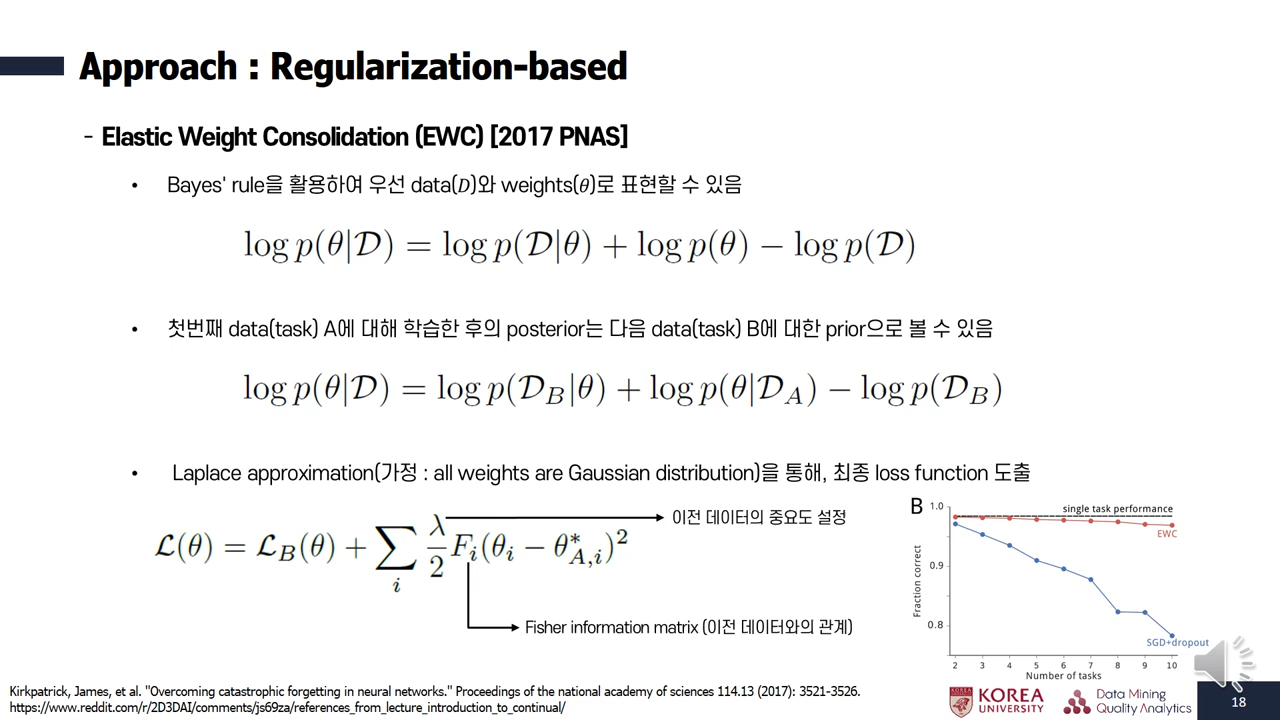 Approach : Regularization-based
- Elastic Weight Consolidation (EWC) [2017 PNAS]
• Bayes' rule을 활용하여 우선 data(D)와 weights(θ)로 표현할 수 있음
log p(θ|𝒟) = log p(𝒟|θ) + log p(θ) − log p(𝒟)
• 첫번째 data(task) A에 대해 학습한 후의 posterior는 다음 data(task) B에 대한 prior으로 볼 수 있음
log p(θ|𝒟) = log p(𝒟_B|θ) + log p(θ|𝒟_A) − log p(𝒟_B)
• Laplace approximation(가정 : all weights are Gaussian distribution)을 통해, 최종 loss function 도출
ℒ(θ) = ℒ_B(θ) + ∑_i λ/2 F_i(θ_i − θ*_{A,i})²
이전 데이터의 중요도 설정
Fisher information matrix (이전 데이터와의 관계)
B
single task performance
EWC
SGD+dropout
Fraction correct
1.0
0.9
0.8
2 3 4 5 6 7 8 9 10
Number of tasks
Kirkpatrick, James, et al. "Overcoming catastrophic forgetting in neural networks." Proceedings of the national academy of sciences 114.13 (2017): 3521-3526.
https://www.reddit.com/r/2D3DAI/comments/js69za/references_from_lecture_introduction_to_continual/
KOREA
UNIVERSITY
Data Mining
Quality Analytics
18